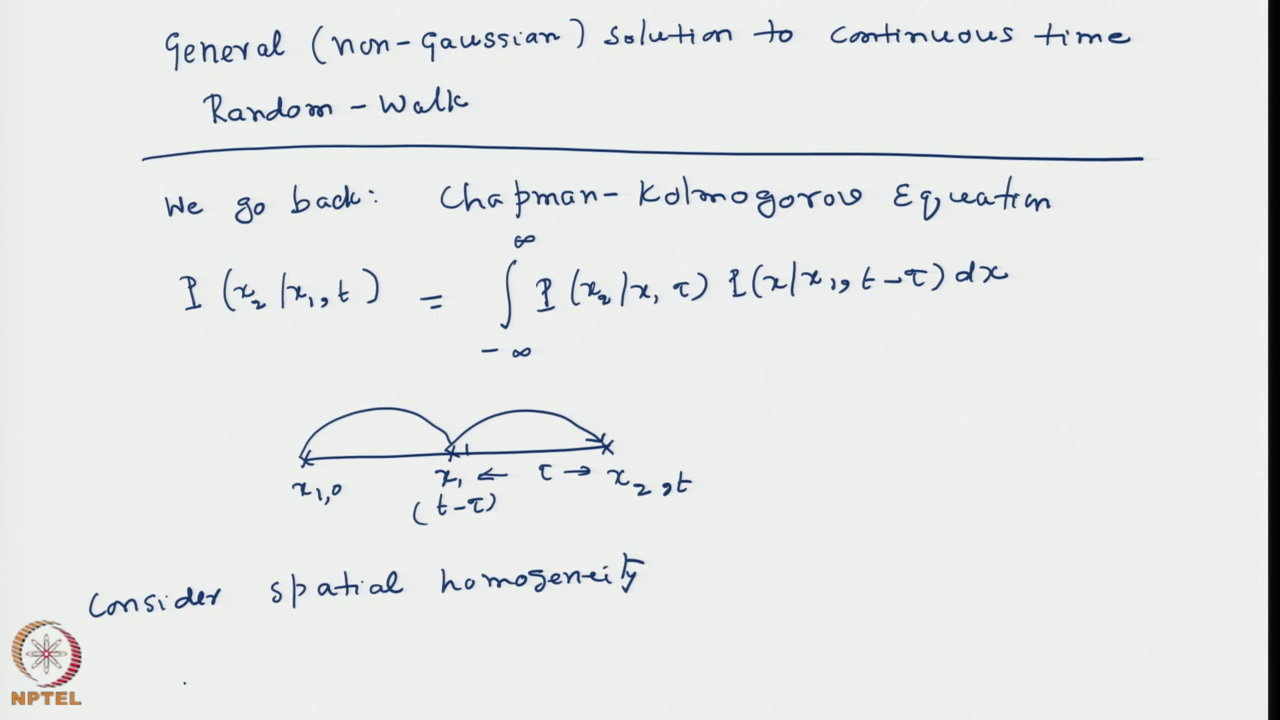 General (non-gaussian) solution to continuous time
Random-Walk
We go back: Chapman-Kolmogorov Equation
P(x₂|x₁,t) = ∫_{-∞}^{∞} P(x₂|x, τ) P(x|x₁, t-τ) dx
x₁,0 x, ← τ → x₂,t
(t-τ)
Consider spatial homogeneity
NPTEL